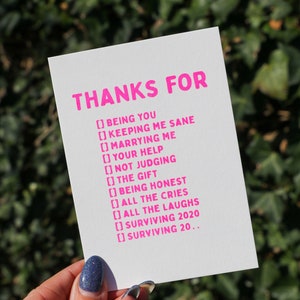 THANKS FOR
[] BEING YOU
[] KEEPING ME SANE
[] MARRYING ME
[] YOUR HELP
[] NOT JUDGING
[] THE GIFT
[] BEING HONEST
[] ALL THE CRIES
[] ALL THE LAUGHS
[] SURVIVING 2020
[] SURVIVING 20..